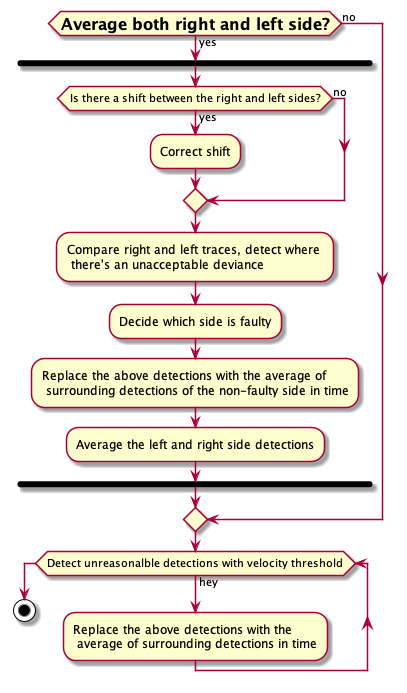 Average both right and left side?
no
yes
Is there a shift between the right and left sides?
no
yes
Correct shift
Compare right and left traces, detect where
there's an unacceptable deviance
Decide which side is faulty
Replace the above detections with the average of
surrounding detections of the non-faulty side in time
Average the left and right side detections
Detect unreasonalble detections with velocity threshold
hey
Replace the above detections with the
average of surrounding detections in time